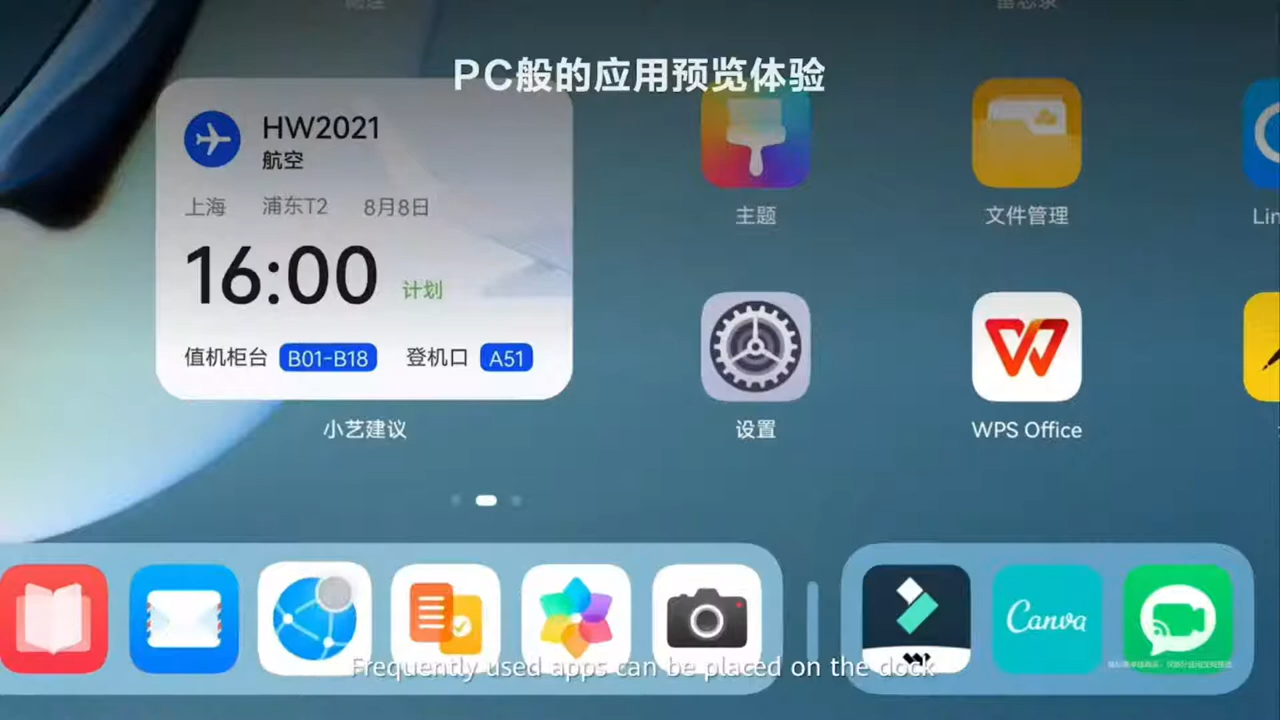 PC般的应用预览体验
HW2021
航空
上海 浦东T2 8月8日
16:00 计划
值机柜台 B01-B18 登机口 A51
小艺建议
主题
文件管理
设置
WPS Office
Canva
Frequently used apps can be placed on the dock